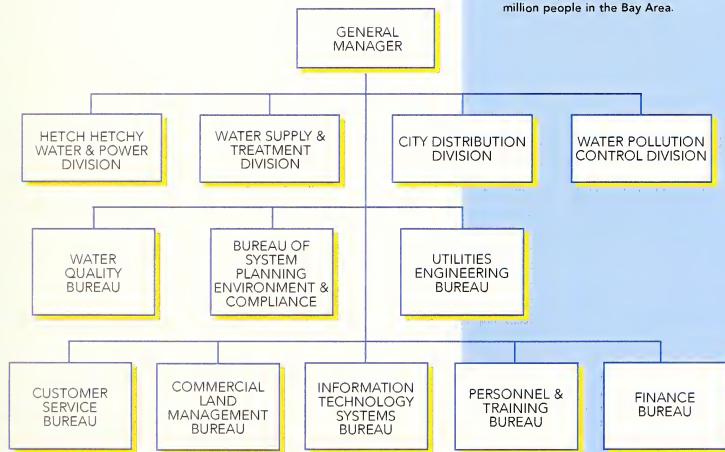 million people in the Bay Area.
GENERAL
MANAGER
HETCH HETCHY
WATER & POWER
DIVISION
WATER SUPPLY &
TREATMENT
DIVISION
CITY DISTRIBUTION
DIVISION
WATER POLLUTION
CONTROL DIVISION
WATER
QUALITY
BUREAU
BUREAU OF
SYSTEM
PLANNING
ENVIRONMENT &
COMPLIANCE
UTILITIES
ENGINEERING
BUREAU
CUSTOMER
SERVICE
BUREAU
COMMERCIAL
LAND
MANAGEMENT
BUREAU
INFORMATION
TECHNOLOGY
SYSTEMS
BUREAU
PERSONNEL &
TRAINING
BUREAU
FINANCE
BUREAU